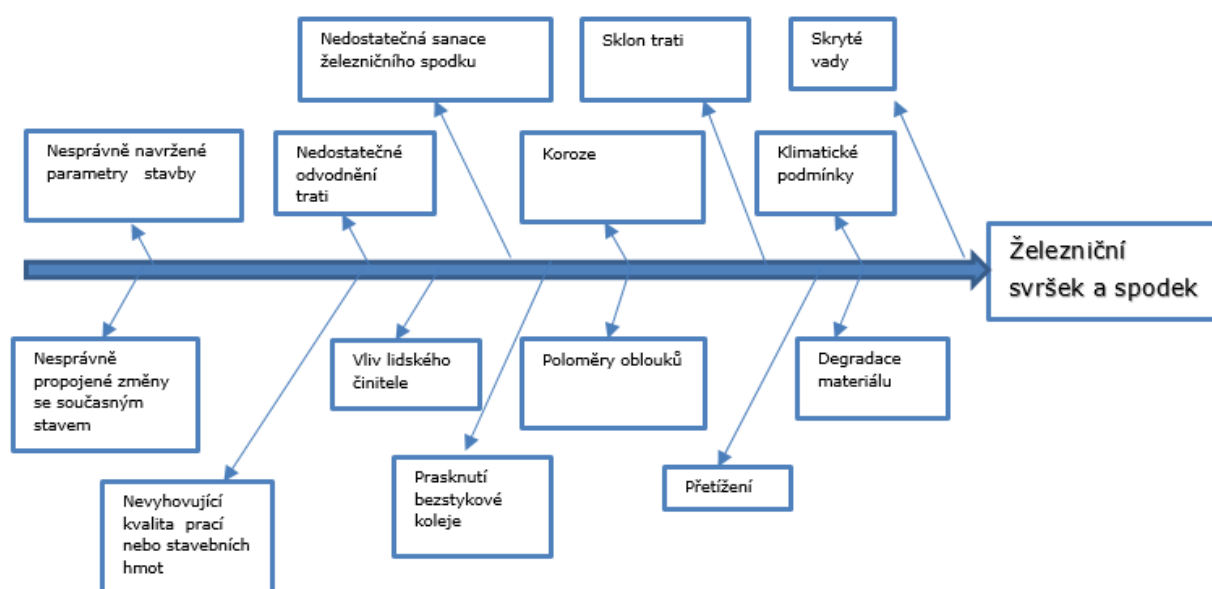 Nedostatečná sanace
železničního spodku
Sklon trati
Skryté
vady
Nesprávně navržené
parametry stavby
Nedostatečné
odvodnění
trati
Koroze
Klimatické
podmínky
Železniční
svršek a spodek
Nesprávně
propojené změny
se současným
stavem
Vliv lidského
činitele
Poloměry oblouků
Degradace
materiálu
Nevyhovující
kvalita prací
nebo stavebních
hmot
Prasknutí
bezstykové
koleje
Přetížení